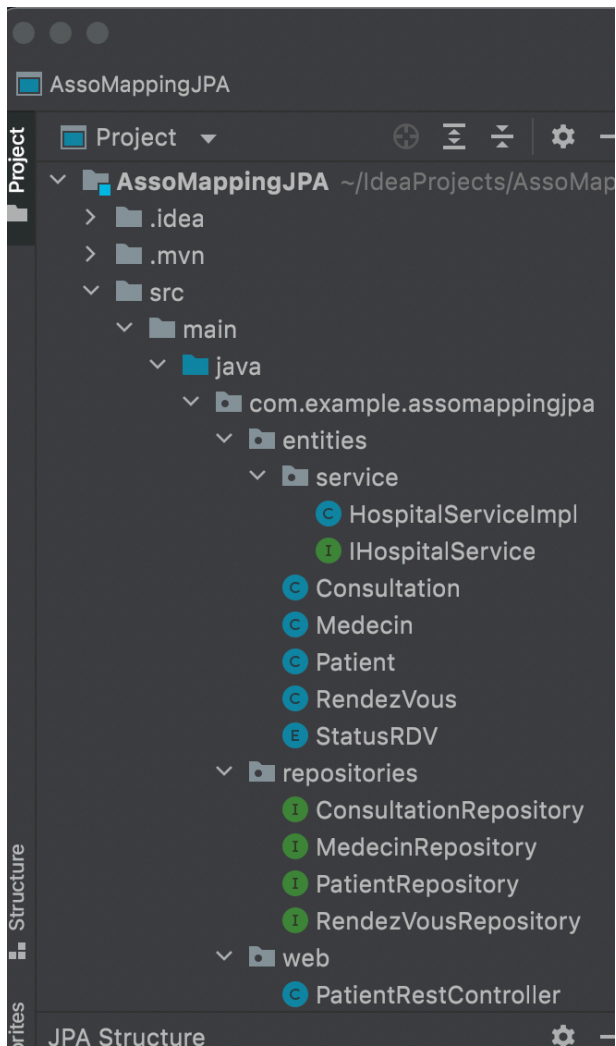 AssoMappingJPA
Project
Project
AssoMappingJPA ~/IdeaProjects/AssoMap
.idea
.mvn
src
main
java
com.example.assomappingjpa
entities
service
C HospitalServiceImpl
I IHospitalService
C Consultation
C Medecin
C Patient
C RendezVous
E StatusRDV
repositories
I ConsultationRepository
I MedecinRepository
I PatientRepository
I RendezVousRepository
web
C PatientRestController
Structure
orites
JPA Structure